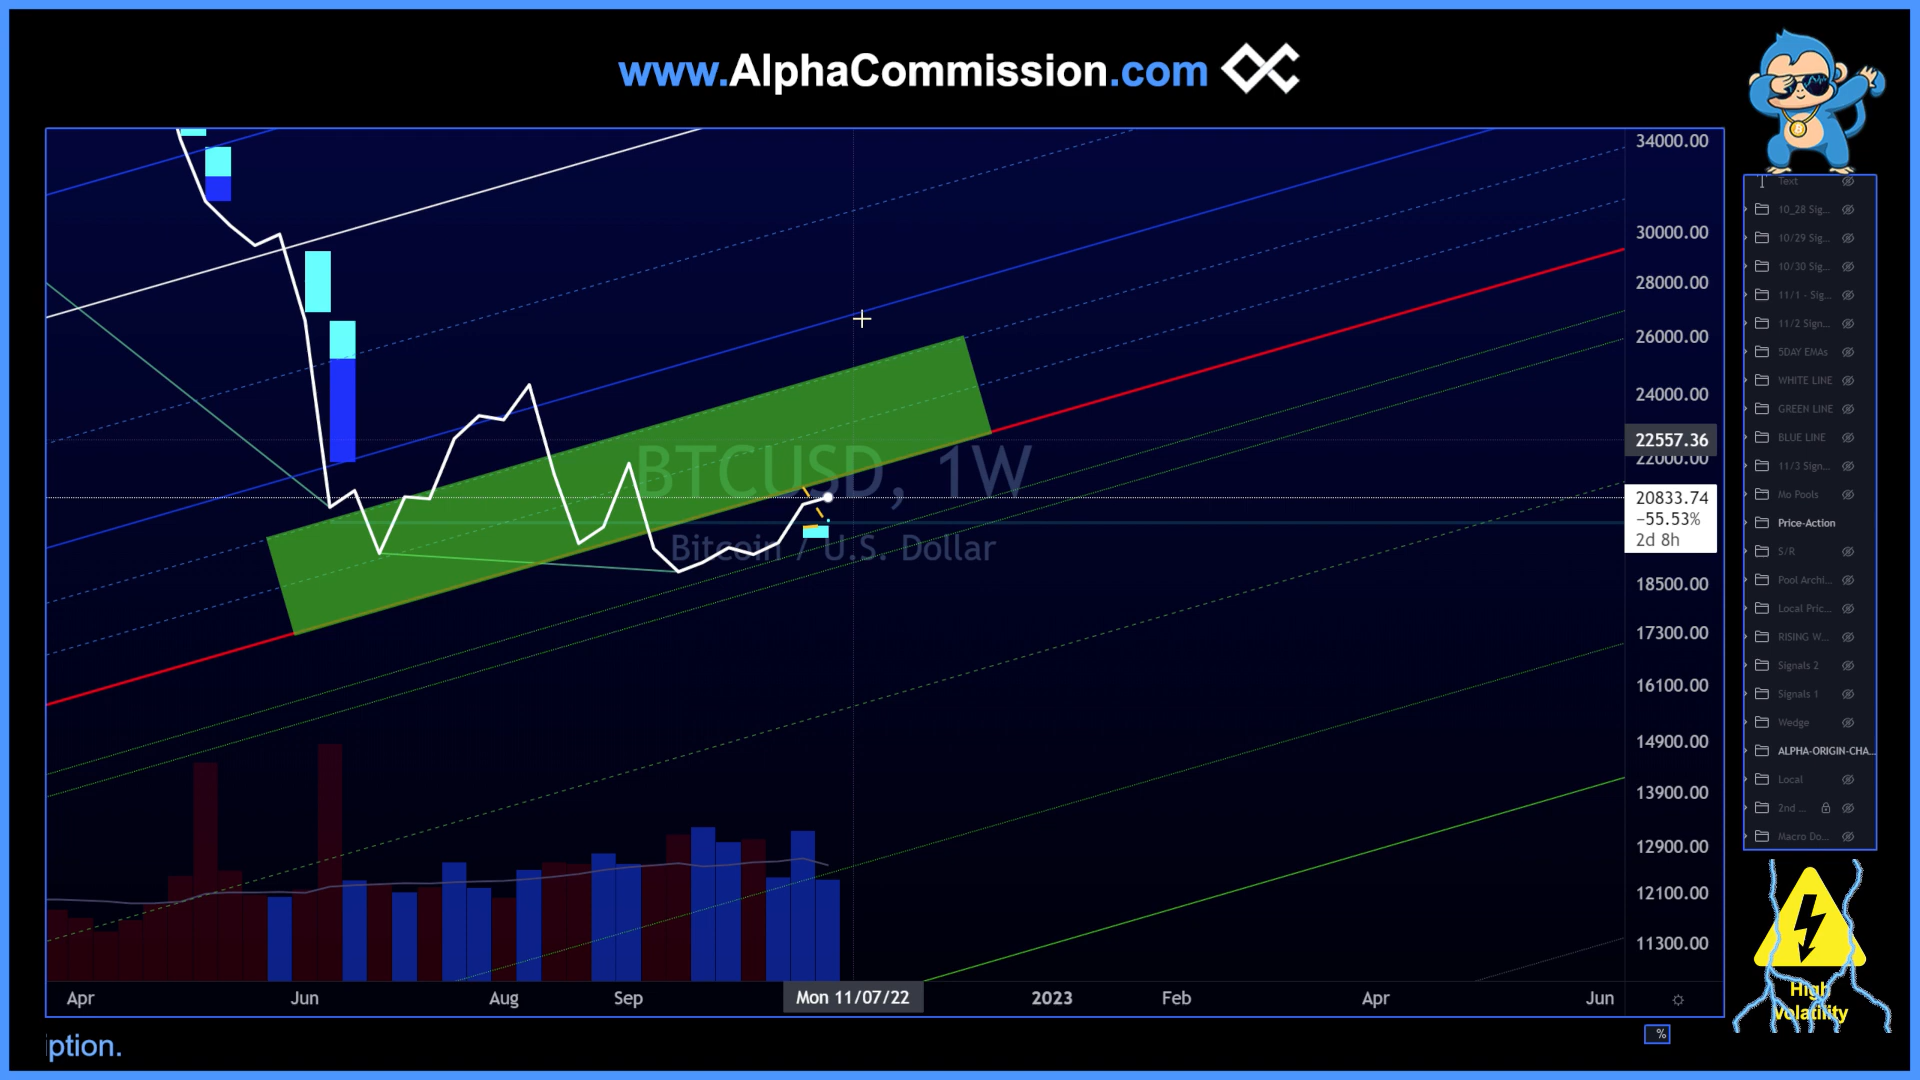 www.AlphaCommission.com
BTCUSD, 1W
Bitcoin / U.S. Dollar
34000.00
30000.00
28000.00
26000.00
24000.00
22557.36
22000.00
20833.74
−55.53%
2d 8h
18500.00
17300.00
16100.00
14900.00
13900.00
12900.00
12100.00
11300.00
Apr
Jun
Aug
Sep
Mon 11/07/22
2023
Feb
Apr
Jun
Text
10_28 Sig...
10/29 Sig...
10/30 Sig...
11/1 - Sig...
11/2 Sign...
5DAY EMAs
WHITE LINE
GREEN LINE
BLUE LINE
11/3 Sign...
Mo Pools
Price-Action
S/R
Pool Archi...
Local Pric...
RISING W...
Signals 2
Signals 1
Wedge
ALPHA-ORIGIN-CHA...
Local
2nd ...
Macro Do...
High
Volatility
iption.
%